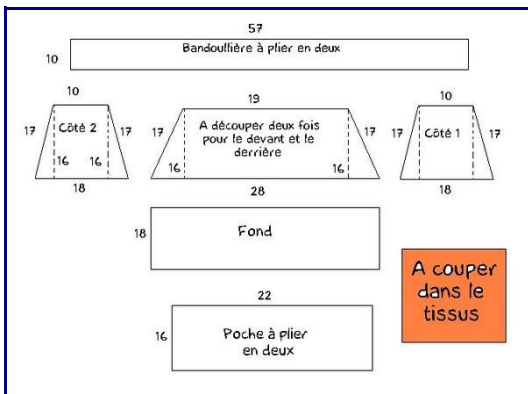 57
Bandoullière à plier en deux
10
10
19
10
17
Côté 2
17
17
A découper deux fois
pour le devant et le
derrière
17
17
Côté 1
17
16
16
16
16
18
28
18
18
Fond
A couper
dans le
tissus
22
16
Poche à plier
en deux